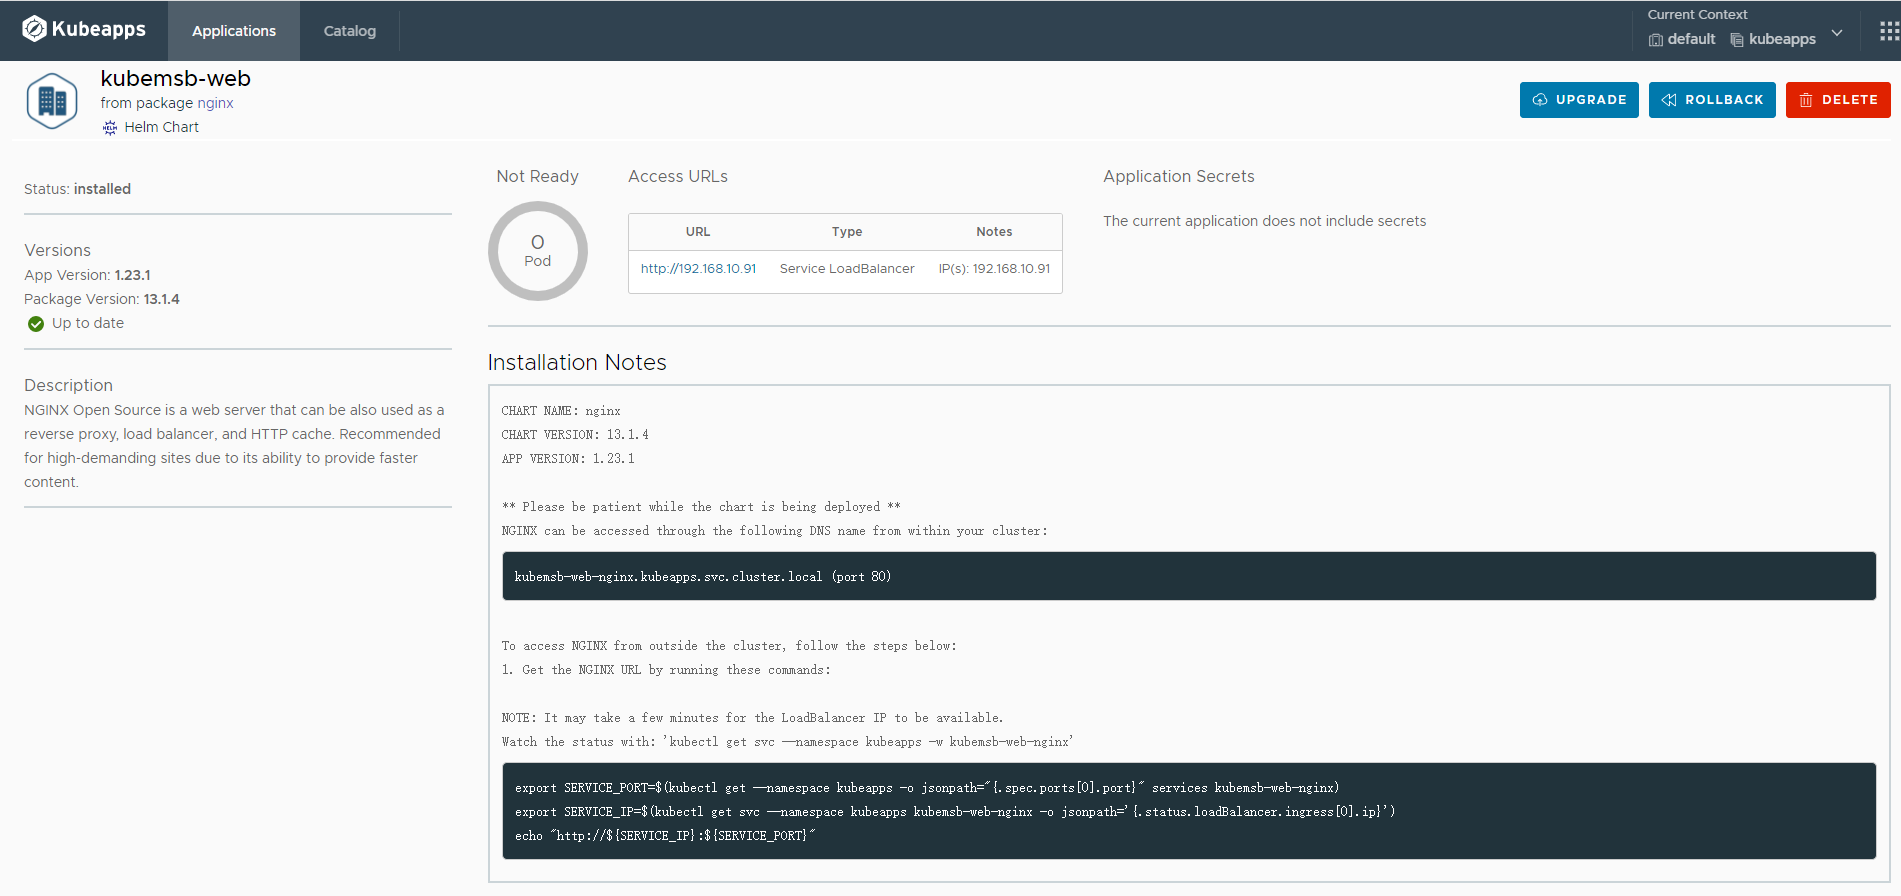 Kubeapps
Applications
Catalog
Current Context
default kubeapps
kubemsb-web
from package nginx
HELM Helm Chart
UPGRADE
ROLLBACK
DELETE
Status: installed
Versions
App Version: 1.23.1
Package Version: 13.1.4
Up to date
Description
NGINX Open Source is a web server that can be also used as a
reverse proxy, load balancer, and HTTP cache. Recommended
for high-demanding sites due to its ability to provide faster
content.
Not Ready
0
Pod
Access URLs
URL Type Notes
http://192.168.10.91 Service LoadBalancer IP(s): 192.168.10.91
Application Secrets
The current application does not include secrets
Installation Notes
CHART NAME: nginx
CHART VERSION: 13.1.4
APP VERSION: 1.23.1
** Please be patient while the chart is being deployed **
NGINX can be accessed through the following DNS name from within your cluster:
kubemsb-web-nginx.kubeapps.svc.cluster.local (port 80)
To access NGINX from outside the cluster, follow the steps below:
1. Get the NGINX URL by running these commands:
NOTE: It may take a few minutes for the LoadBalancer IP to be available.
Watch the status with: 'kubectl get svc --namespace kubeapps -w kubemsb-web-nginx'
export SERVICE_PORT=$(kubectl get --namespace kubeapps -o jsonpath="{.spec.ports[0].port}" services kubemsb-web-nginx)
export SERVICE_IP=$(kubectl get svc --namespace kubeapps kubemsb-web-nginx -o jsonpath='{.status.loadBalancer.ingress[0].ip}')
echo "http://${SERVICE_IP}:${SERVICE_PORT}"